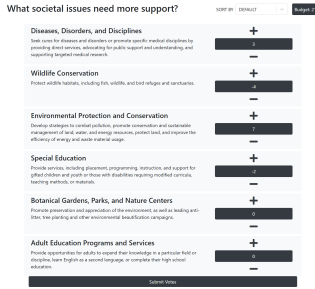 What societal issues need more support?
SORT BY DEFAULT
Budget: 2
Diseases, Disorders, and Disciplines
Seek cures for diseases and disorders or promote specific medical disciplines by
providing direct services, advocating for public support and understanding, and
supporting targeted medical research.
+
3
−
Wildlife Conservation
Protect wildlife habitats, including fish, wildlife, and bird refuges and sanctuaries.
+
-4
−
Environmental Protection and Conservation
Develop strategies to combat pollution, promote conservation and sustainable
management of land, water, and energy resources, protect land, and improve the
efficiency of energy and waste material usage.
+
7
−
Special Education
Provide services, including placement, programming, instruction, and support for
gifted children and youth or those with disabilities requiring modified curricula,
teaching methods, or materials.
+
-2
−
Botanical Gardens, Parks, and Nature Centers
Promote preservation and appreciation of the environment, as well as leading anti-
litter, tree planting and other environmental beautification campaigns.
+
0
−
Adult Education Programs and Services
Provide opportunities for adults to expand their knowledge in a particular field or
discipline, learn English as a second language, or complete their high school
education.
+
0
−
Submit Votes